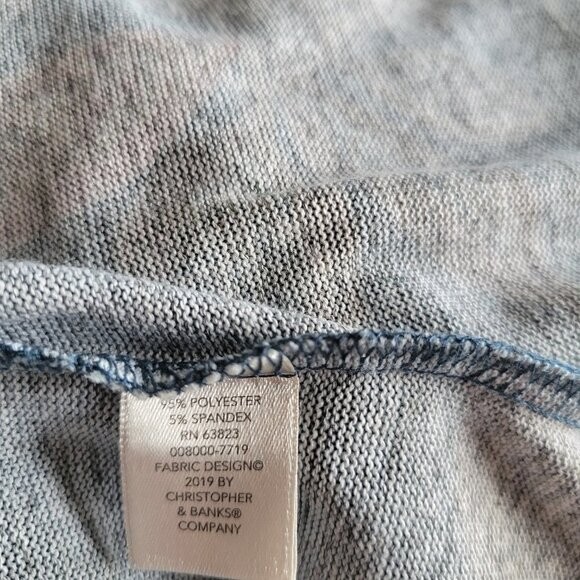 95% POLYESTER
5% SPANDEX
RN 63823
008000-7719
FABRIC DESIGN©
2019 BY
CHRISTOPHER
& BANKS®
COMPANY